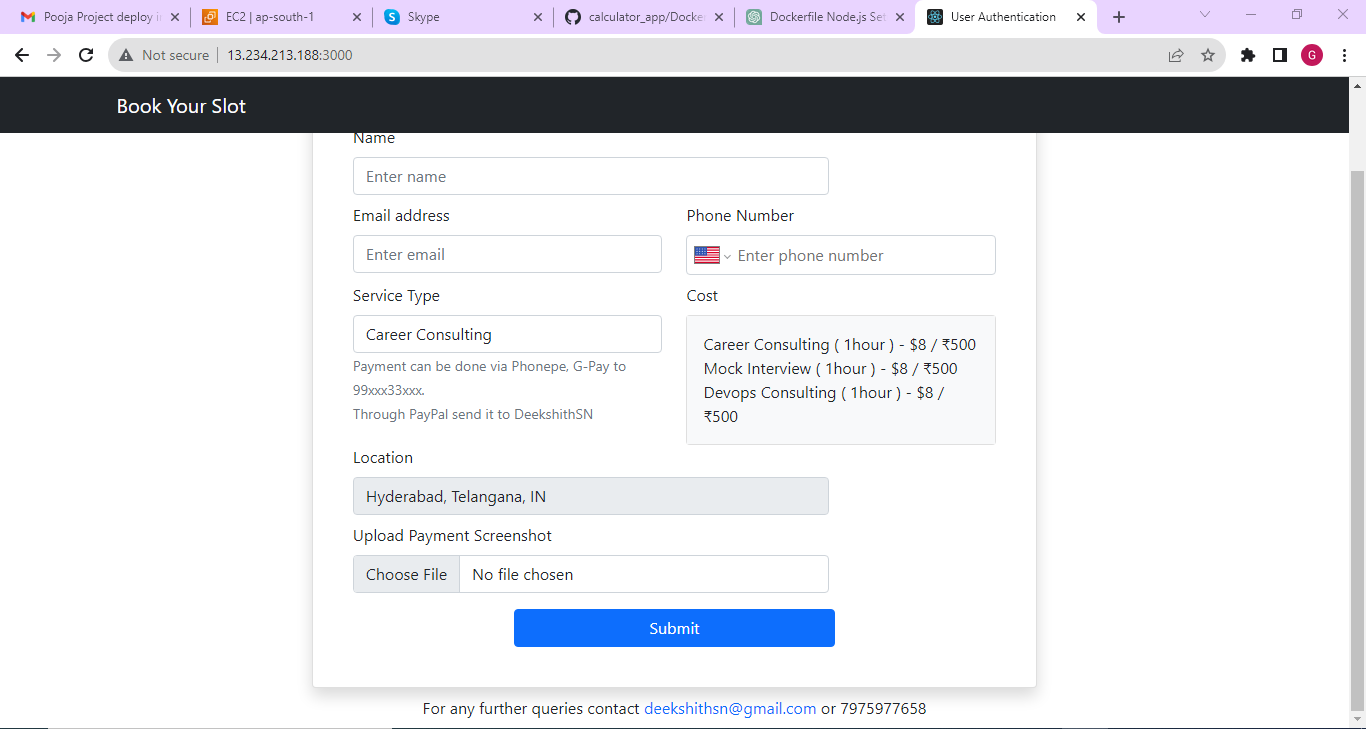 Pooja Project deploy i
EC2 | ap-south-1
Skype
calculator_app/Docker
Dockerfile Node.js Set
User Authentication
Not secure
13.234.213.188:3000
G
Book Your Slot
Name
Enter name
Email address
Phone Number
Enter email
Enter phone number
Service Type
Cost
Career Consulting
Payment can be done via Phonepe, G-Pay to
99xxx33xxx.
Through PayPal send it to DeekshithSN
Career Consulting ( 1hour ) - $8 / ₹500
Mock Interview ( 1hour ) - $8 / ₹500
Devops Consulting ( 1hour ) - $8 /
₹500
Location
Hyderabad, Telangana, IN
Upload Payment Screenshot
Choose File
No file chosen
Submit
For any further queries contact deekshithsn@gmail.com or 7975977658